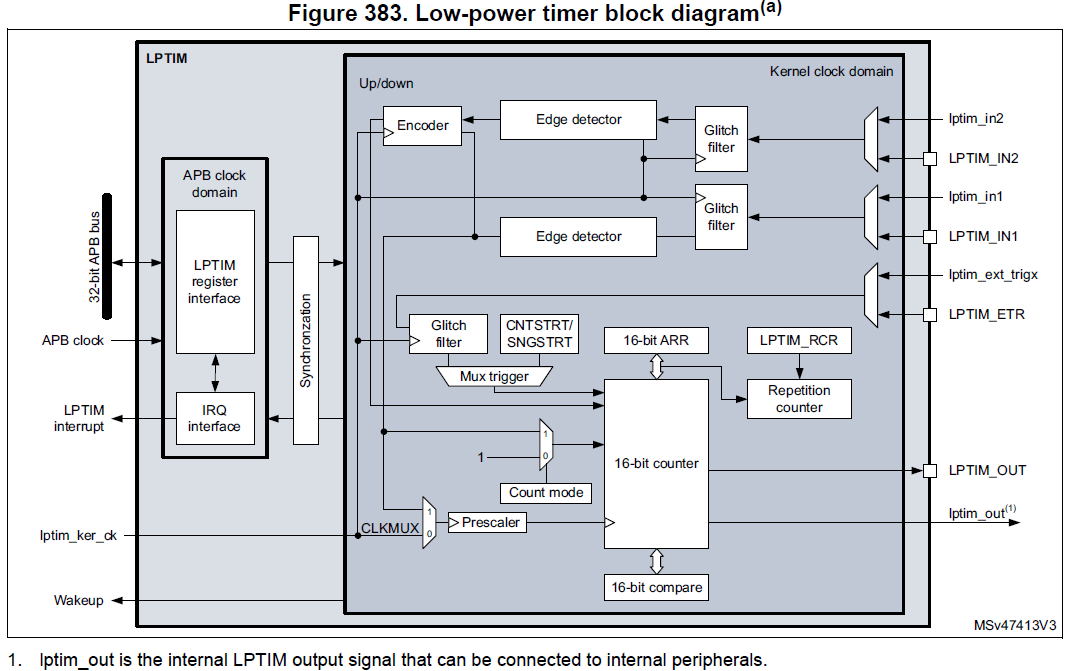 Figure 383. Low-power timer block diagram(a)
LPTIM
Kernel clock domain
Up/down
Encoder
Edge detector
Glitch
filter
lptim_in2
LPTIM_IN2
APB clock
domain
lptim_in1
Glitch
filter
LPTIM_IN1
Edge detector
32-bit APB bus
LPTIM
register
interface
Synchronzation
lptim_ext_trigx
LPTIM_ETR
Glitch
filter
CNTSTRT/
SNGSTRT
16-bit ARR
LPTIM_RCR
APB clock
Mux trigger
Repetition
counter
LPTIM
interrupt
IRQ
interface
1
1
0
16-bit counter
LPTIM_OUT
Count mode
lptim_out(1)
1
CLKMUX
0
Prescaler
lptim_ker_ck
16-bit compare
Wakeup
MSv47413V3
1. lptim_out is the internal LPTIM output signal that can be connected to internal peripherals.